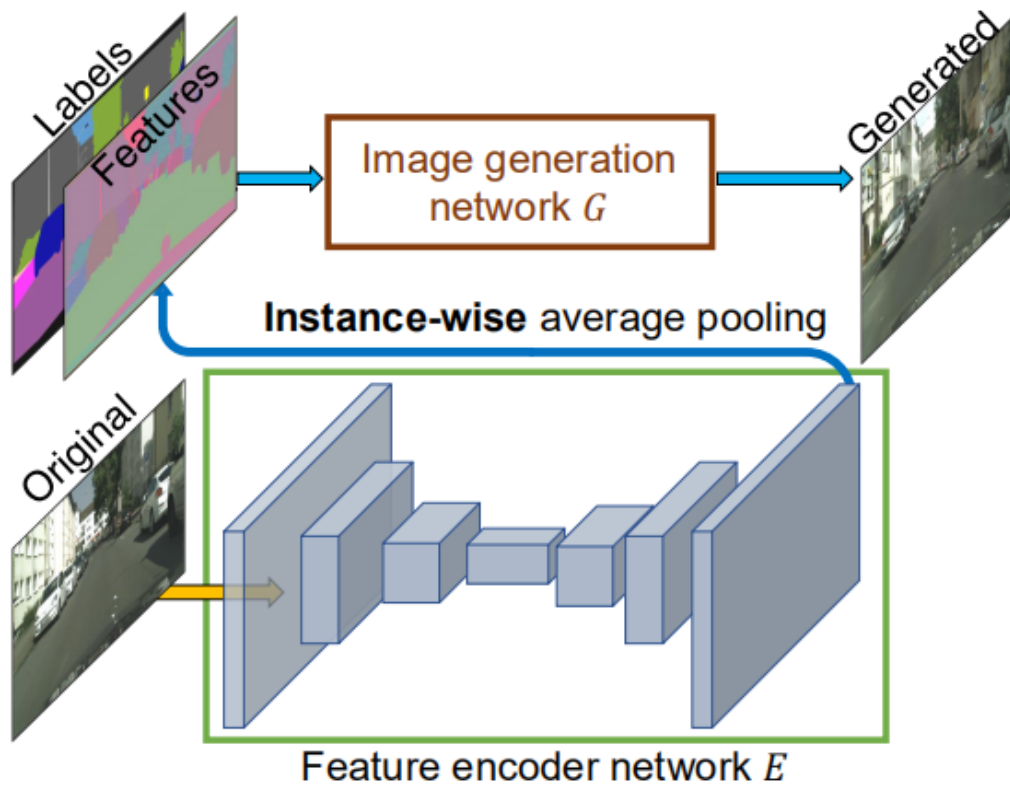 Labels
Features
Image generation
network G
Generated
Instance-wise average pooling
Original
Feature encoder network E